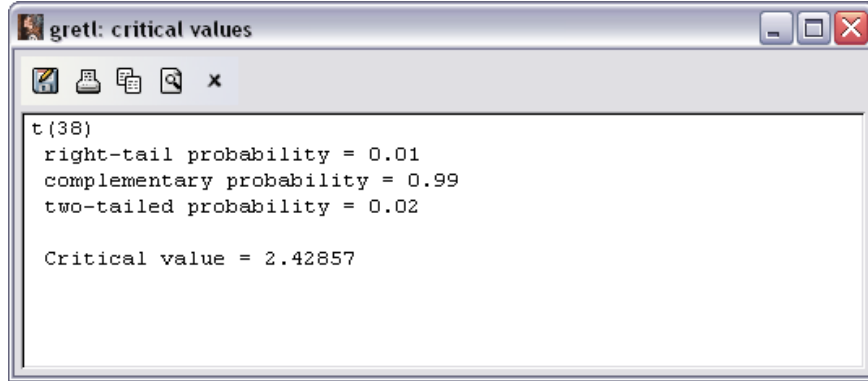 gretl: critical values
t(38)
right-tail probability = 0.01
complementary probability = 0.99
two-tailed probability = 0.02
Critical value = 2.42857